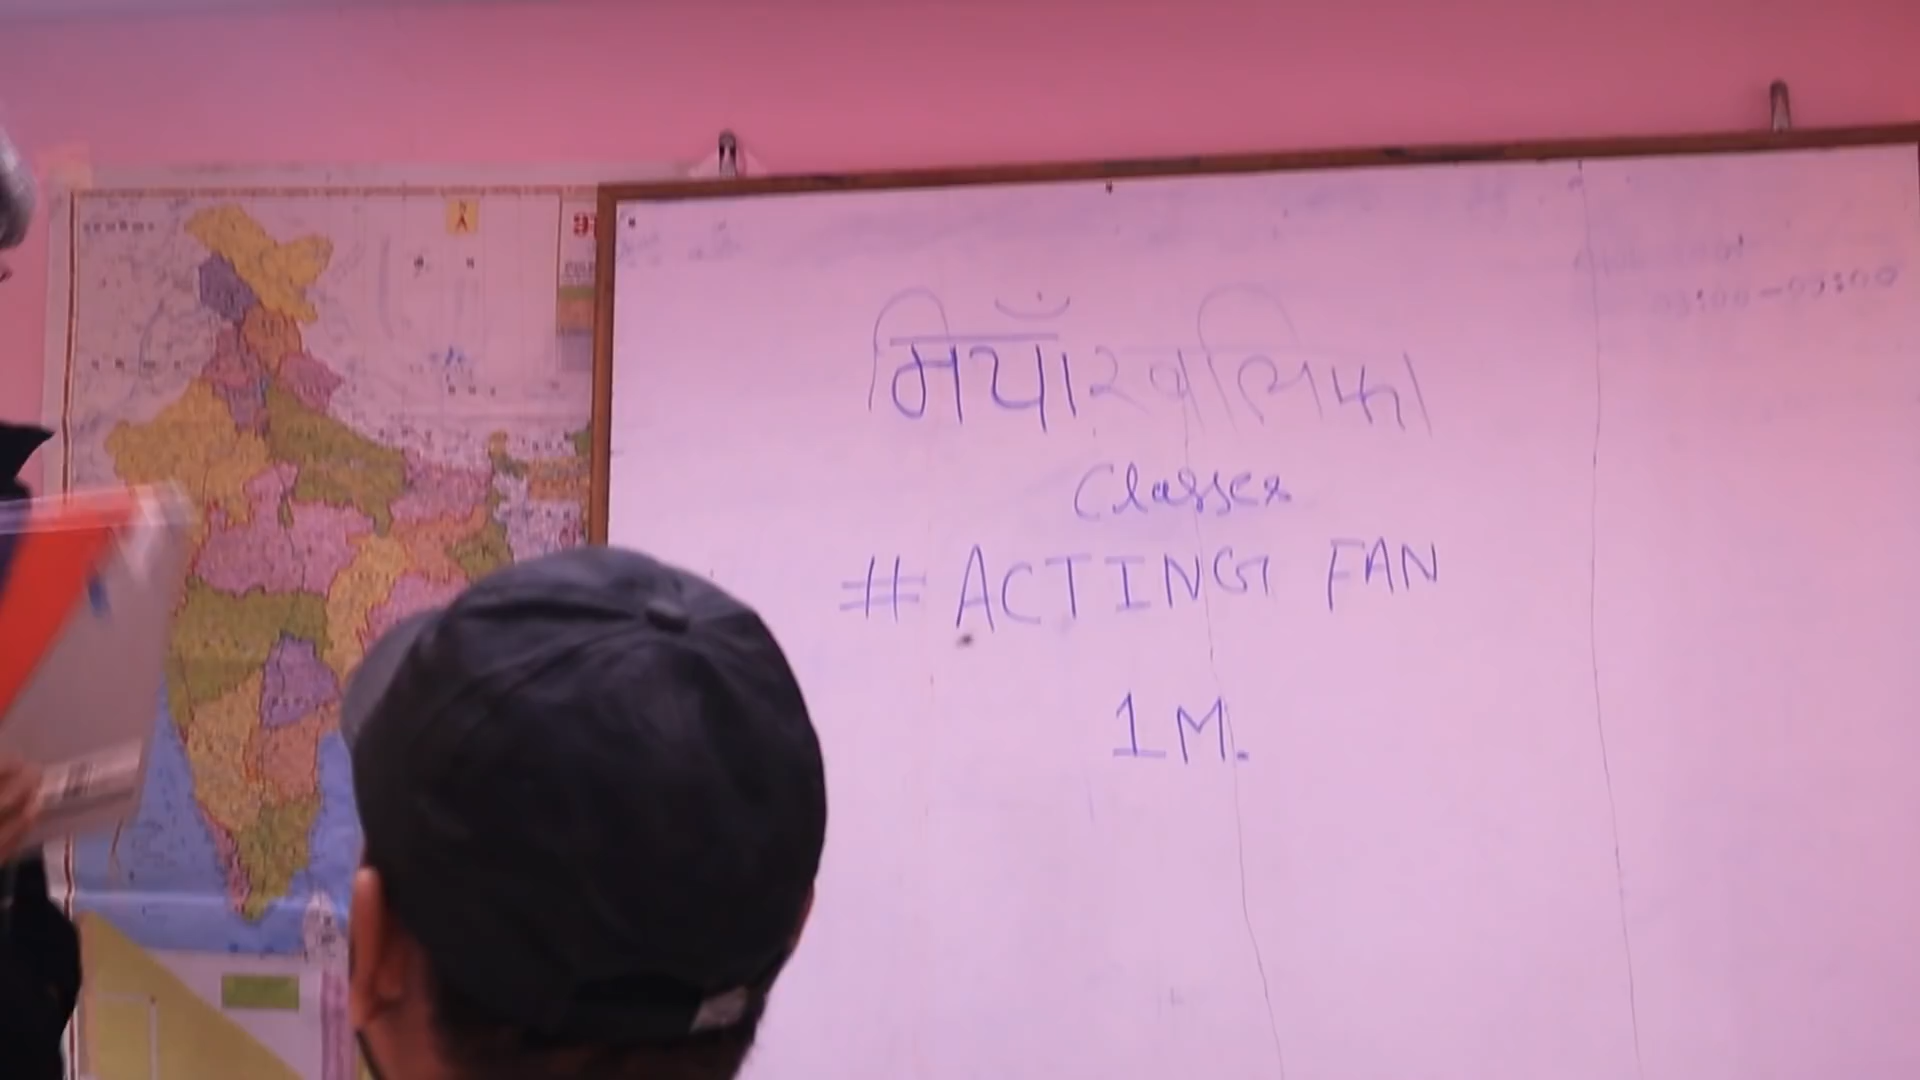 मियाँ खलिफा
Classes
# ACTING FAN
1M.